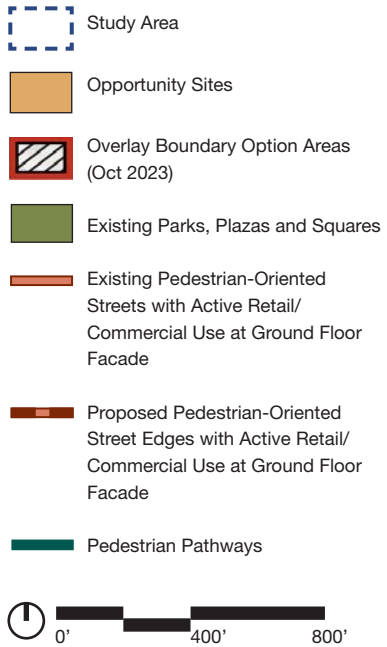 Study Area
Opportunity Sites
Overlay Boundary Option Areas
(Oct 2023)
Existing Parks, Plazas and Squares
Existing Pedestrian-Oriented
Streets with Active Retail/
Commercial Use at Ground Floor
Facade
Proposed Pedestrian-Oriented
Street Edges with Active Retail/
Commercial Use at Ground Floor
Facade
Pedestrian Pathways
0’ 400’ 800’